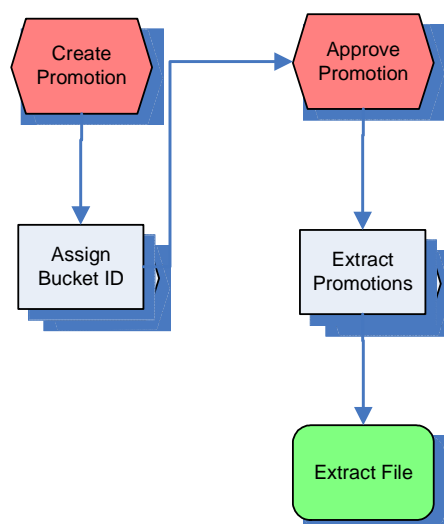 Create
Promotion
Assign
Bucket ID
Approve
Promotion
Extract
Promotions
Extract File